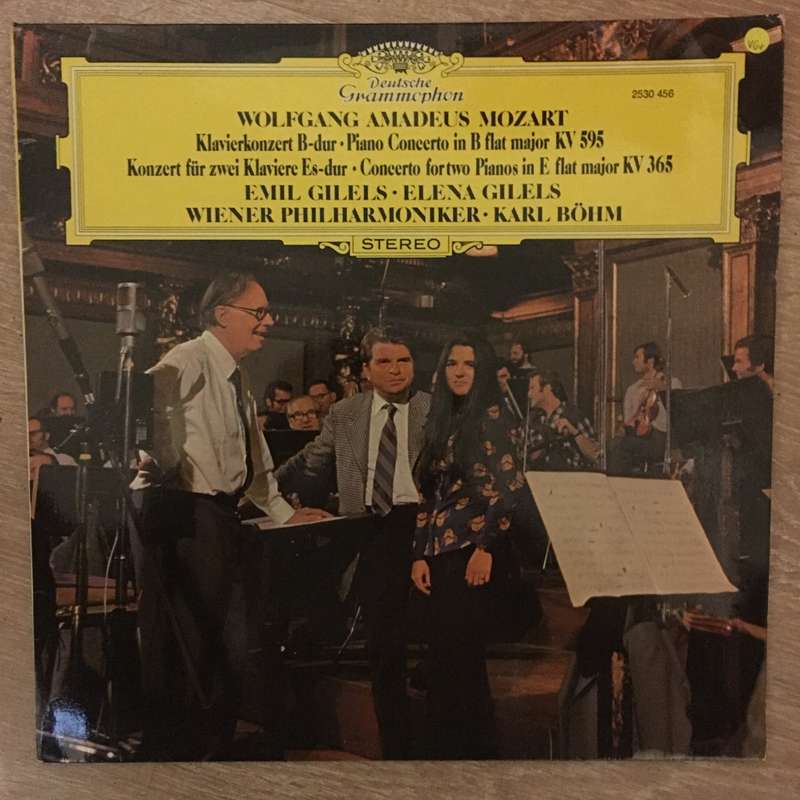 VG+
Deutsche
Grammophon
2530 456
WOLFGANG AMADEUS MOZART
Klavierkonzert B-dur · Piano Concerto in B flat major KV 595
Konzert für zwei Klaviere Es-dur · Concerto for two Pianos in E flat major KV 365
EMIL GILELS · ELENA GILELS
WIENER PHILHARMONIKER · KARL BÖHM
STEREO